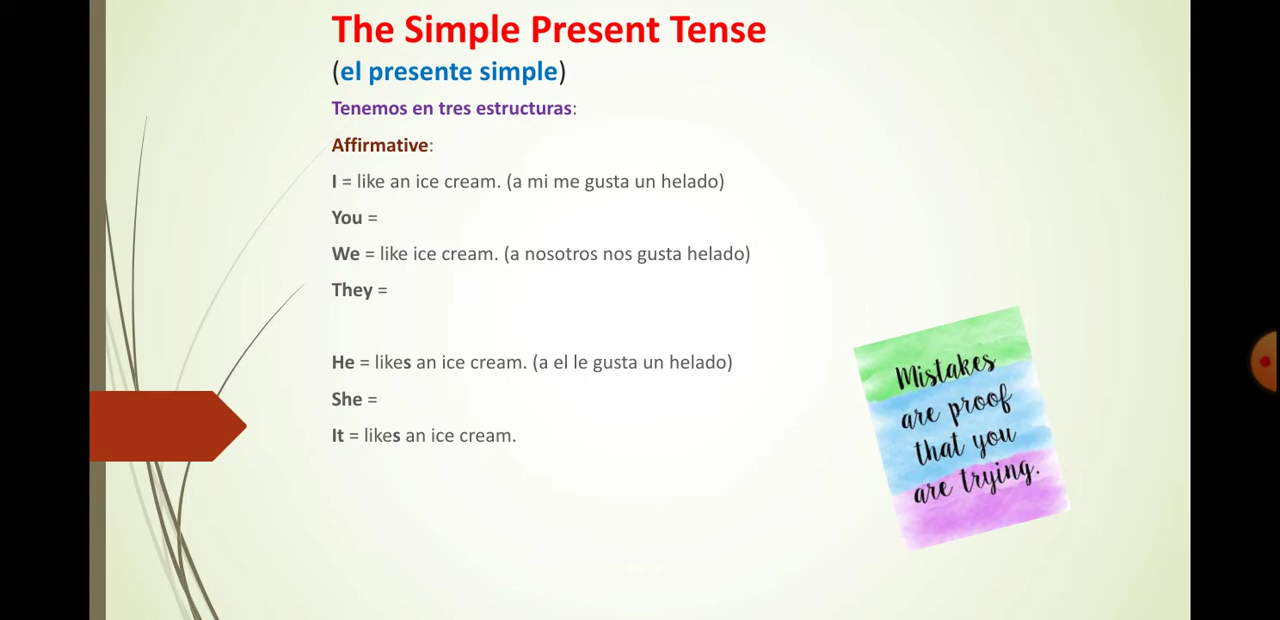 The Simple Present Tense
(el presente simple)
Tenemos en tres estructuras:
Affirmative:
I = like an ice cream. (a mi me gusta un helado)
You =
We = like ice cream. (a nosotros nos gusta helado)
They =
He = likes an ice cream. (a el le gusta un helado)
She =
It = likes an ice cream.
Mistakes
are proof
that you
are trying.